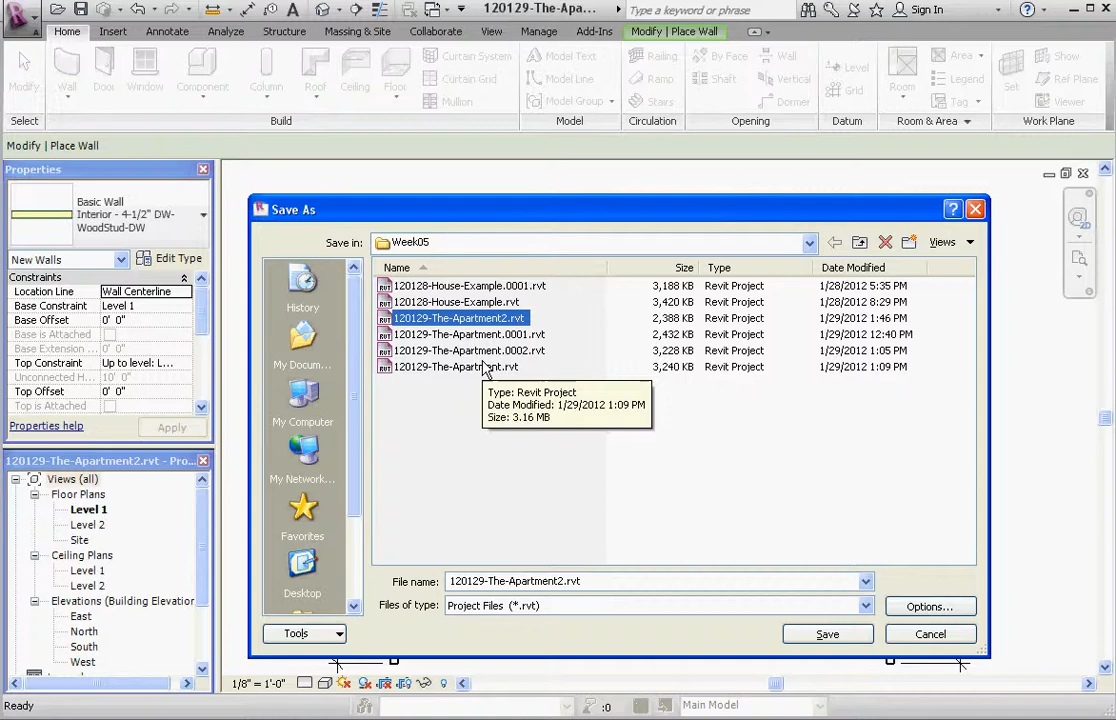 120129-The-Apa...
Type a keyword or phrase
Sign In
Home Insert Annotate Analyze Structure Massing & Site Collaborate View Manage Add-Ins Modify | Place Wall
Modify Wall Door Window Component Column Roof Ceiling Floor
Curtain System
Curtain Grid
Mullion
Model Text
Model Line
Model Group
Railing
Ramp
Stairs
By Face
Shaft
Wall
Vertical
Dormer
Level
Grid
Room
Area
Legend
Tag
Set
Show
Ref Plane
Viewer
Select Build Model Circulation Opening Datum Room & Area Work Plane
Modify | Place Wall
Properties
Basic Wall
Interior - 4-1/2" DW-
WoodStud-DW
New Walls Edit Type
Constraints
Location Line Wall Centerline
Base Constraint Level 1
Base Offset 0' 0"
Base is Attached
Base Extension ...
Top Constraint Up to level: L...
Unconnected H... 10' 0"
Top Offset 0' 0"
Top is Attached
Properties help Apply
120129-The-Apartment2.rvt - Pro...
Views (all)
Floor Plans
Level 1
Level 2
Site
Ceiling Plans
Level 1
Level 2
Elevations (Building Elevation
East
North
South
West
Save As
Save in: Week05 Views
Name Size Type Date Modified
120128-House-Example.0001.rvt 3,188 KB Revit Project 1/28/2012 5:35 PM
120128-House-Example.rvt 3,420 KB Revit Project 1/28/2012 8:29 PM
120129-The-Apartment2.rvt 2,388 KB Revit Project 1/29/2012 1:46 PM
120129-The-Apartment.0001.rvt 2,432 KB Revit Project 1/29/2012 12:40 PM
120129-The-Apartment.0002.rvt 3,228 KB Revit Project 1/29/2012 1:05 PM
120129-The-Apartment.rvt 3,240 KB Revit Project 1/29/2012 1:09 PM
Type: Revit Project
Date Modified: 1/29/2012 1:09 PM
Size: 3.16 MB
History
My Docum...
My Computer
My Network...
Favorites
Desktop
File name: 120129-The-Apartment2.rvt
Files of type: Project Files (*.rvt) Options...
Tools Save Cancel
1/8" = 1'-0"
Ready :0 Main Model